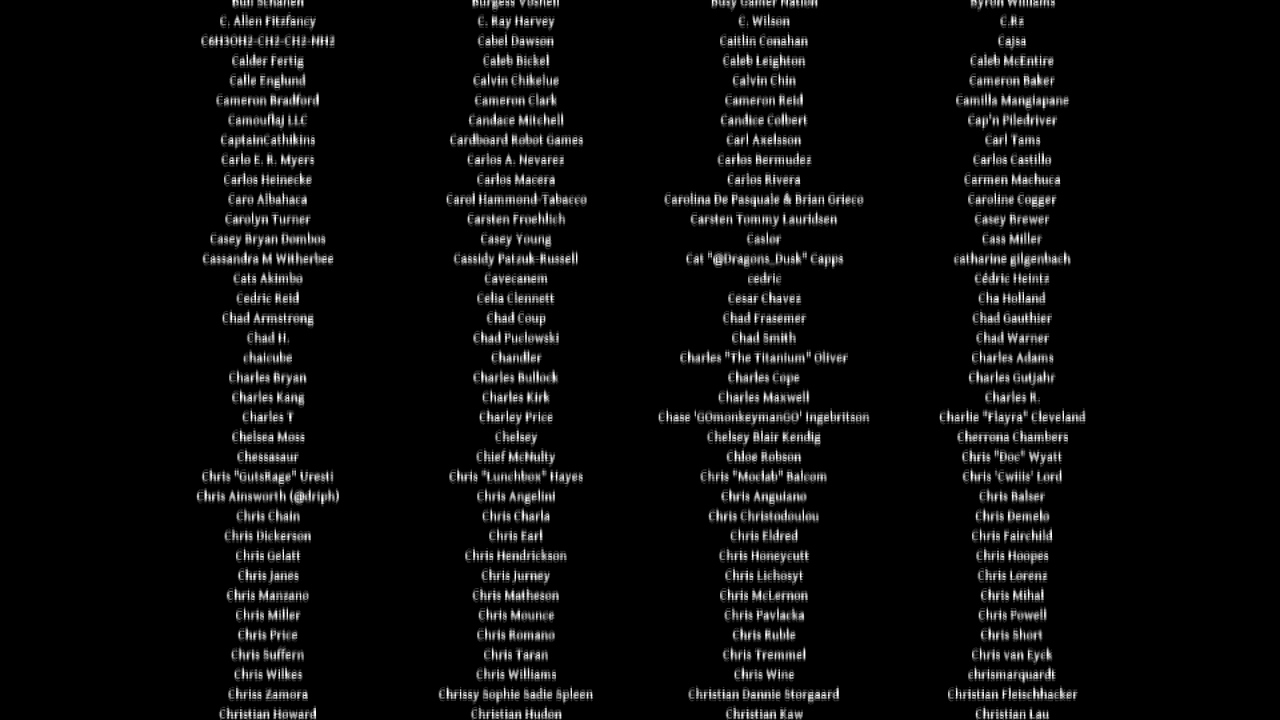 Burgess Voshell Busy Gamer Nation Byron Williams
C. Allen Fitzfancy C. Ray Harvey C. Wilson C.Rz
C6H3OH2-CH2-CH2-NH2 Cabel Dawson Caitlin Conahan Cajsa
Calder Fertig Caleb Bickel Caleb Leighton Caleb McEntire
Calle Englund Calvin Chikelue Calvin Chin Cameron Baker
Cameron Bradford Cameron Clark Cameron Reid Camilla Mangiapane
Camouflaj LLC Candace Mitchell Candice Colbert Cap'n Piledriver
CaptainCathikins Cardboard Robot Games Carl Axelsson Carl Tams
Carlo E. R. Myers Carlos A. Nevarez Carlos Bermudez Carlos Castillo
Carlos Heinecke Carlos Macera Carlos Rivera Carmen Machuca
Caro Albahaca Carol Hammond-Tabacco Carolina De Pasquale & Brian Grieco Caroline Cogger
Carolyn Turner Carsten Froehlich Carsten Tommy Lauridsen Casey Brewer
Casey Bryan Dombos Casey Young Caslor Cass Miller
Cassandra M Witherbee Cassidy Patzuk-Russell Cat "@Dragons_Dusk" Capps catharine gilgenbach
Cats Akimbo Cavecanem cedric Cédric Heintz
Cedric Reid Celia Clennett Cesar Chavez Cha Holland
Chad Armstrong Chad Coup Chad Frasemer Chad Gauthier
Chad H. Chad Puclowski Chad Smith Chad Warner
chaicube Chandler Charles "The Titanium" Oliver Charles Adams
Charles Bryan Charles Bullock Charles Cope Charles Gutjahr
Charles Kang Charles Kirk Charles Maxwell Charles R.
Charles T Charley Price Chase 'GOmonkeymanGO' Ingebritson Charlie "Flayra" Cleveland
Chelsea Moss Chelsey Chelsey Blair Kendig Cherrona Chambers
Chessasaur Chief McNulty Chloe Robson Chris "Doc" Wyatt
Chris "GutsRage" Uresti Chris "Lunchbox" Hayes Chris "Moclab" Balcom Chris 'Cwiiis' Lord
Chris Ainsworth (@driph) Chris Angelini Chris Anguiano Chris Balser
Chris Chain Chris Charla Chris Christodoulou Chris Demelo
Chris Dickerson Chris Earl Chris Eldred Chris Fairchild
Chris Gelatt Chris Hendrickson Chris Honeycutt Chris Hoopes
Chris Janes Chris Jurney Chris Lichosyt Chris Lorenz
Chris Manzano Chris Matheson Chris McLernon Chris Mihal
Chris Miller Chris Mounce Chris Pavlacka Chris Powell
Chris Price Chris Romano Chris Ruble Chris Short
Chris Suffern Chris Taran Chris Tremmel Chris van Eyck
Chris Wilkes Chris Williams Chris Wine chrismarquardt
Chriss Zamora Chrissy Sophie Sadie Spleen Christian Dannie Storgaard Christian Fleischhacker
Christian Howard Christian Hudon Christian Kaw Christian Lau